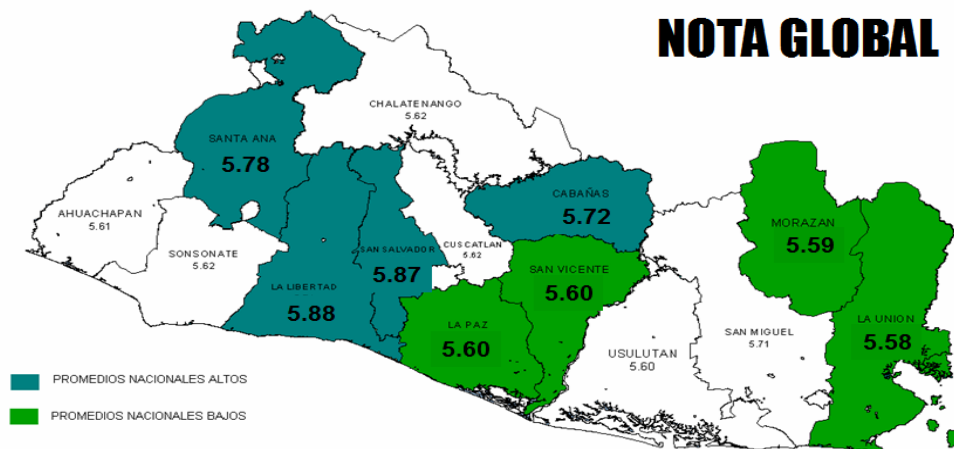 NOTA GLOBAL
CHALATENANGO
5.62
SANTA ANA
5.78
CABAÑAS
5.72
AHUACHAPAN
5.61
SONSONATE
5.62
LA LIBERTAD
5.88
SAN SALVADOR
5.87
CUSCATLAN
5.62
SAN VICENTE
5.60
LA PAZ
5.60
USULUTAN
5.60
SAN MIGUEL
5.71
MORAZAN
5.59
LA UNION
5.58
PROMEDIOS NACIONALES ALTOS
PROMEDIOS NACIONALES BAJOS